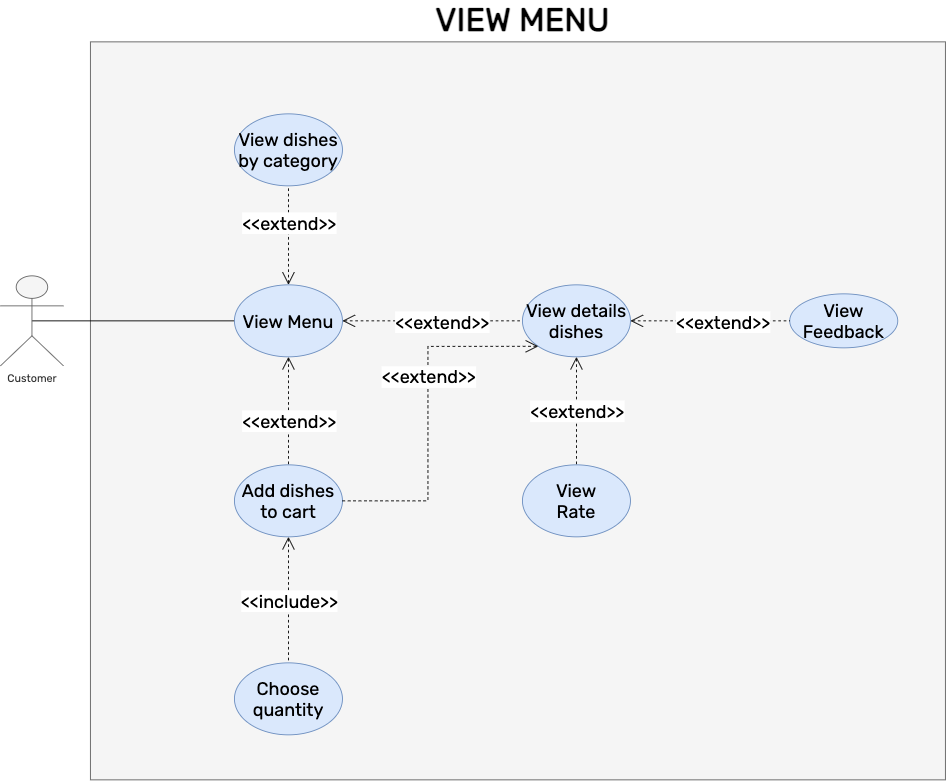 VIEW MENU
View dishes
by category
<<extend>>
View Menu
<<extend>>
View details
dishes
<<extend>>
View
Feedback
Customer
<<extend>>
<<extend>>
<<extend>>
Add dishes
to cart
View
Rate
<<include>>
Choose
quantity